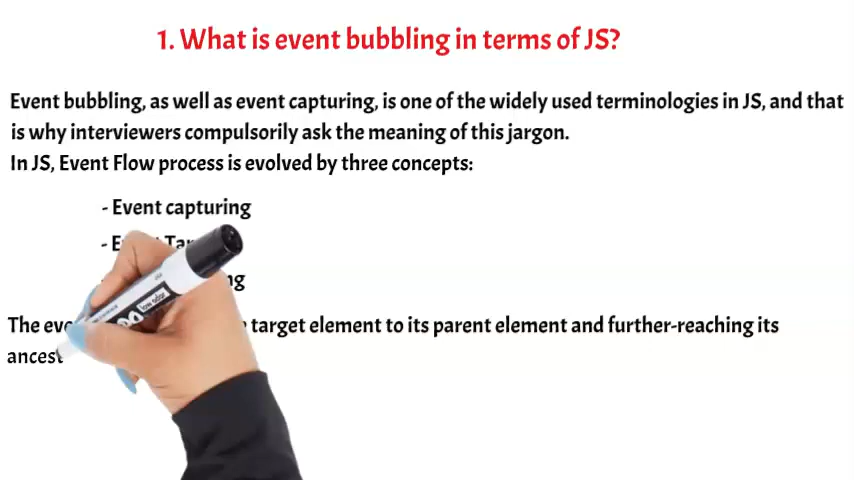 1. What is event bubbling in terms of JS?
Event bubbling, as well as event capturing, is one of the widely used terminologies in JS, and that
is why interviewers compulsorily ask the meaning of this jargon.
In JS, Event Flow process is evolved by three concepts:
- Event capturing
The target element to its parent element and further-reaching its